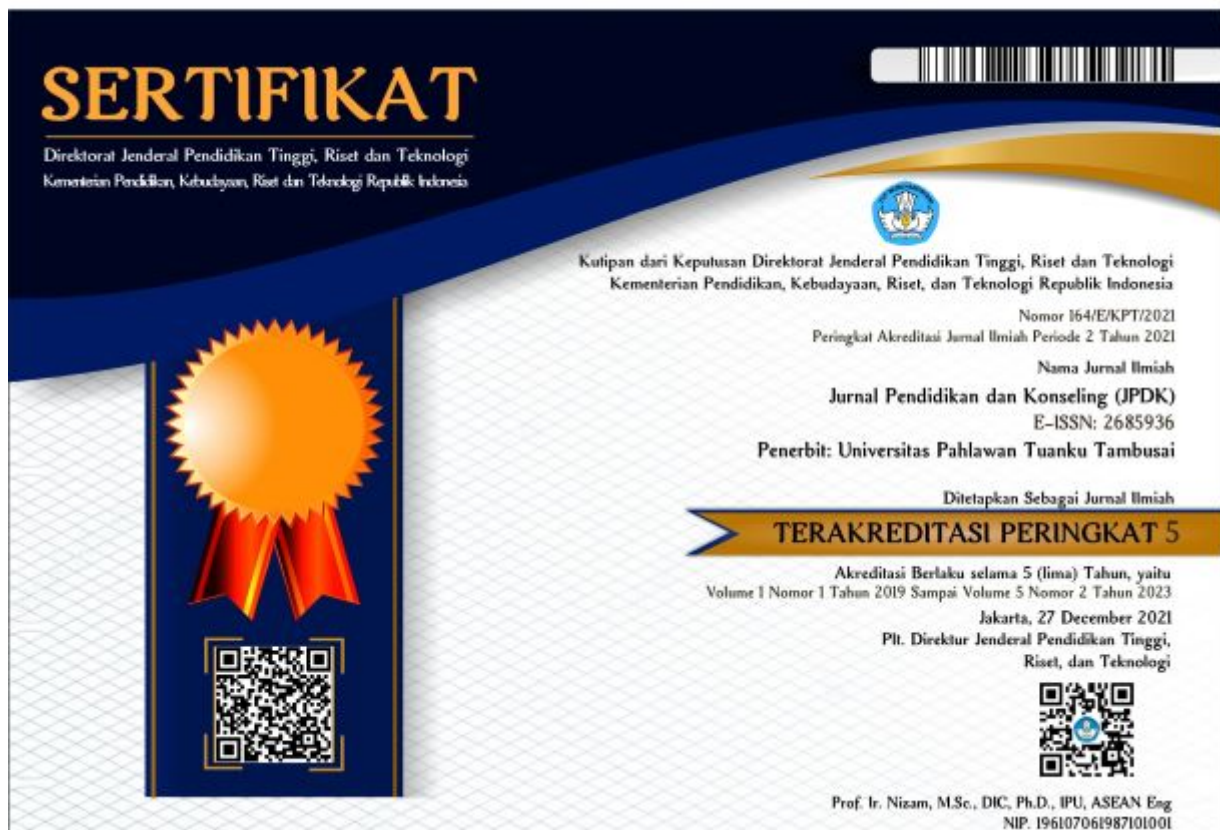 SERTIFIKAT
Direktorat Jenderal Pendidikan Tinggi, Riset dan Teknologi
Kementerian Pendidikan, Kebudayaan, Riset dan Teknologi Republik Indonesia
Kutipan dari Keputusan Direktorat Jenderal Pendidikan Tinggi, Riset dan Teknologi
Kementerian Pendidikan, Kebudayaan, Riset, dan Teknologi Republik Indonesia
Nomor 164/E/KPT/2021
Peringkat Akreditasi Jurnal Ilmiah Periode 2 Tahun 2021
Nama Jurnal Ilmiah
Jurnal Pendidikan dan Konseling (JPDK)
E-ISSN: 2685936
Penerbit: Universitas Pahlawan Tuanku Tambusai
Ditetapkan Sebagai Jurnal Ilmiah
TERAKREDITASI PERINGKAT 5
Akreditasi Berlaku selama 5 (lima) Tahun, yaitu
Volume 1 Nomor 1 Tahun 2019 Sampai Volume 5 Nomor 2 Tahun 2023
Jakarta, 27 December 2021
Plt. Direktur Jenderal Pendidikan Tinggi,
Riset, dan Teknologi
Prof. Ir. Nizam, M.Sc., DIC, Ph.D., IPU, ASEAN Eng
NIP. 196107061987101001